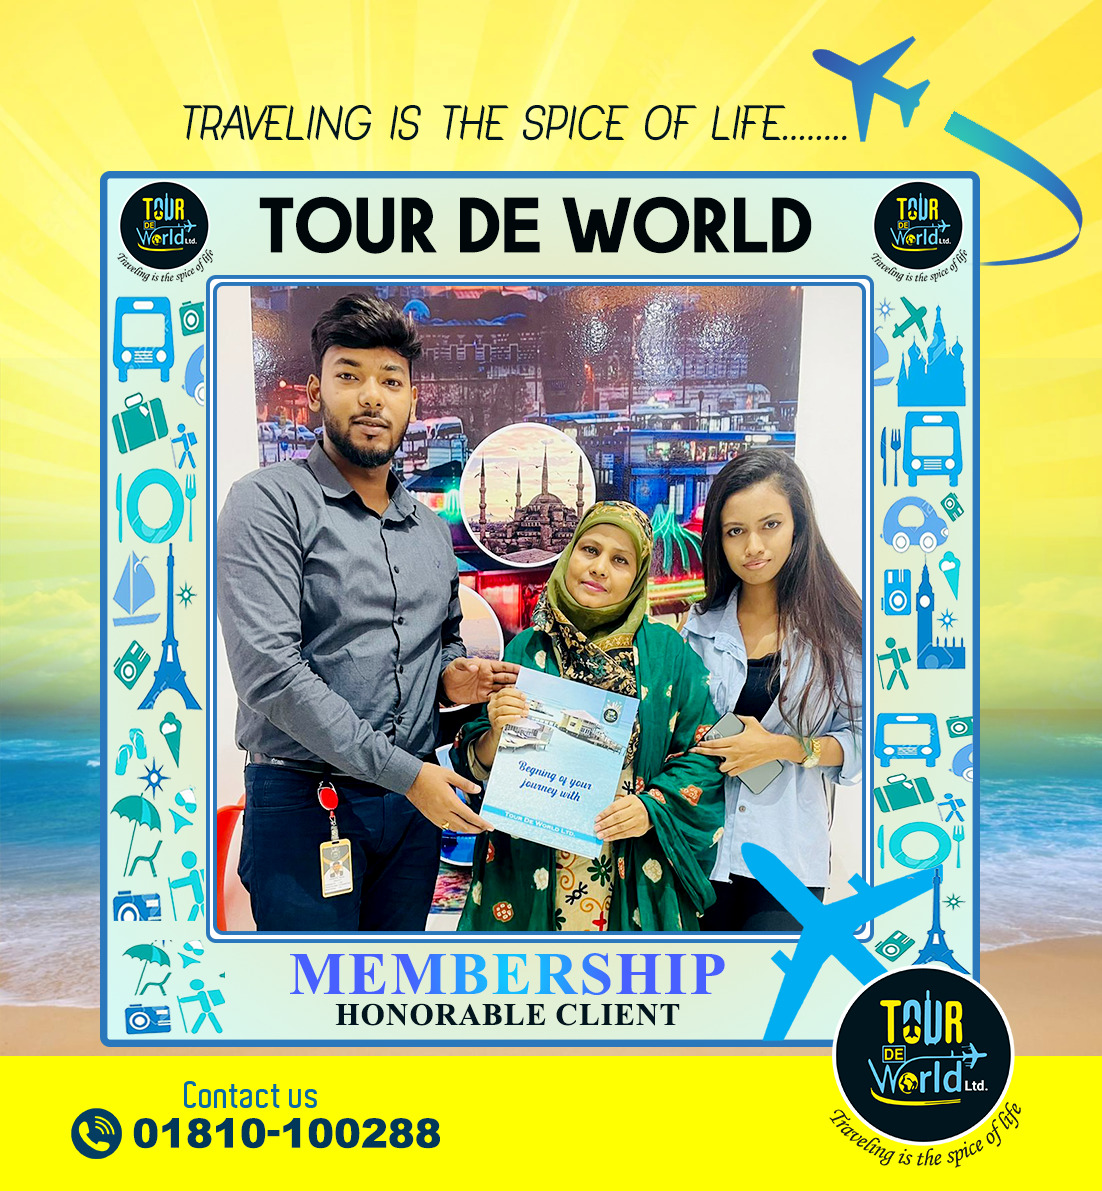 TRAVELING IS THE SPICE OF LIFE........
TOUR DE World Ltd.
Traveling is the spice of life
TOUR DE WORLD
TOUR DE World Ltd.
Traveling is the spice of life
Begning of your
journey with
TOUR DE WORLD LTD.
MEMBERSHIP
HONORABLE CLIENT
Contact us
01810-100288
TOUR
DE
World Ltd.
Traveling is the spice of life